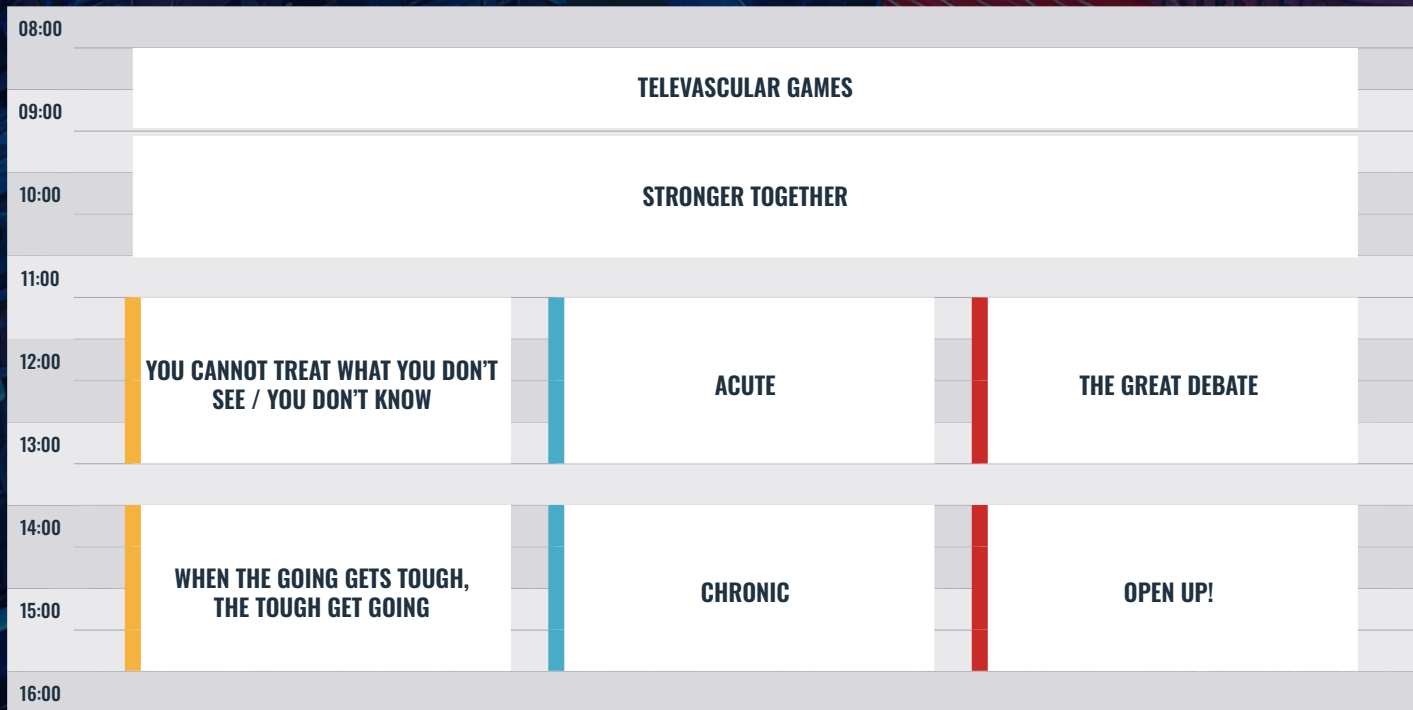 08:00
TELEVASCULAR GAMES
09:00
STRONGER TOGETHER
10:00
11:00
YOU CANNOT TREAT WHAT YOU DON'T
SEE / YOU DON'T KNOW
ACUTE
THE GREAT DEBATE
12:00
13:00
14:00
WHEN THE GOING GETS TOUGH,
THE TOUGH GET GOING
CHRONIC
OPEN UP!
15:00
16:00